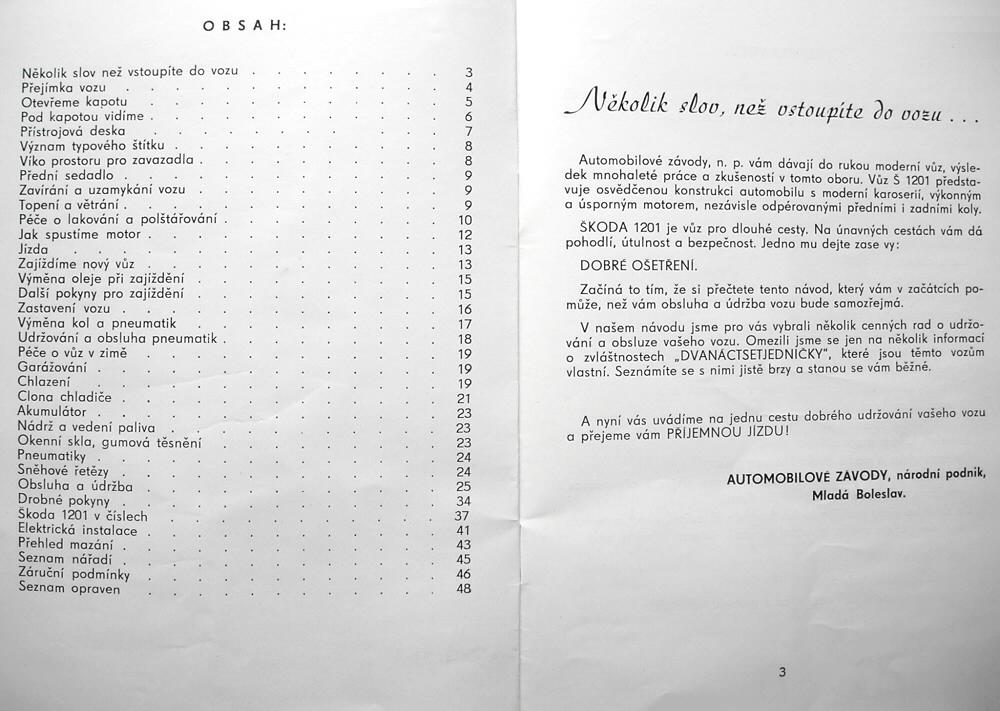 OBSAH:
Několik slov než vstoupíte do vozu . . . . . . . . 3
Přejímka vozu . . . . . . . . . . . . . 4
Otevřeme kapotu . . . . . . . . . . . . 5
Pod kapotou vidíme . . . . . . . . . . . . 6
Přístrojová deska . . . . . . . . . . . . 7
Význam typového štítku . . . . . . . . . . . 8
Víko prostoru pro zavazadla . . . . . . . . . . 8
Přední sedadlo . . . . . . . . . . . . . 9
Zavírání a uzamykání vozu . . . . . . . . . . 9
Topení a větrání . . . . . . . . . . . . . 9
Péče o lakování a polštářování . . . . . . . . . 10
Jak spustíme motor . . . . . . . . . . . . 12
Jízda . . . . . . . . . . . . . . . 13
Zajíždíme nový vůz . . . . . . . . . . . . 13
Výměna oleje při zajíždění . . . . . . . . . . 15
Další pokyny pro zajíždění . . . . . . . . . . 15
Zastavení vozu . . . . . . . . . . . . . 16
Výměna kol a pneumatik . . . . . . . . . . 17
Udržování a obsluha pneumatik . . . . . . . . . 18
Péče o vůz v zimě . . . . . . . . . . . . 19
Garážování . . . . . . . . . . . . . . 19
Chlazení . . . . . . . . . . . . . . 19
Clona chladiče . . . . . . . . . . . . . 21
Akumulátor . . . . . . . . . . . . . . 23
Nádrž a vedení paliva . . . . . . . . . . . 23
Okenní skla, gumová těsnění . . . . . . . . . 23
Pneumatiky . . . . . . . . . . . . . . 24
Sněhové řetězy . . . . . . . . . . . . . 24
Obsluha a údržba . . . . . . . . . . . . 25
Drobné pokyny . . . . . . . . . . . . . 34
Škoda 1201 v číslech . . . . . . . . . . . 37
Elektrická instalace . . . . . . . . . . . . 41
Přehled mazání . . . . . . . . . . . . . 43
Seznam nářadí . . . . . . . . . . . . . 45
Záruční podmínky . . . . . . . . . . . . 46
Seznam opraven . . . . . . . . . . . . 48
Několik slov, než vstoupíte do vozu . . .
Automobilové závody, n. p. vám dávají do rukou moderní vůz, výsle-
dek mnohaleté práce a zkušeností v tomto oboru. Vůz Š 1201 předsta-
vuje osvědčenou konstrukci automobilu s moderní karoserií, výkonným
a úsporným motorem, nezávisle odpérovanými předními i zadními koly.
ŠKODA 1201 je vůz pro dlouhé cesty. Na únavných cestách vám dá
pohodlí, útulnost a bezpečnost. Jedno mu dejte zase vy:
DOBRÉ OŠETŘENÍ.
Začíná to tím, že si přečtete tento návod, který vám v začátcích po-
může, než vám obsluha a údržba vozu bude samozřejmá.
V našem návodu jsme pro vás vybrali několik cenných rad o udržo-
vání a obsluze vašeho vozu. Omezili jsme se jen na několik informací
o zvláštnostech „DVANÁCTSETJEDNIČKY", které jsou těmto vozům
vlastní. Seznámíte se s nimi jistě brzy a stanou se vám běžné.
A nyní vás uvádíme na jednu cestu dobrého udržování vašeho vozu
a přejeme vám PŘÍJEMNOU JÍZDU!
AUTOMOBILOVÉ ZÁVODY, národní podnik,
Mladá Boleslav.
3